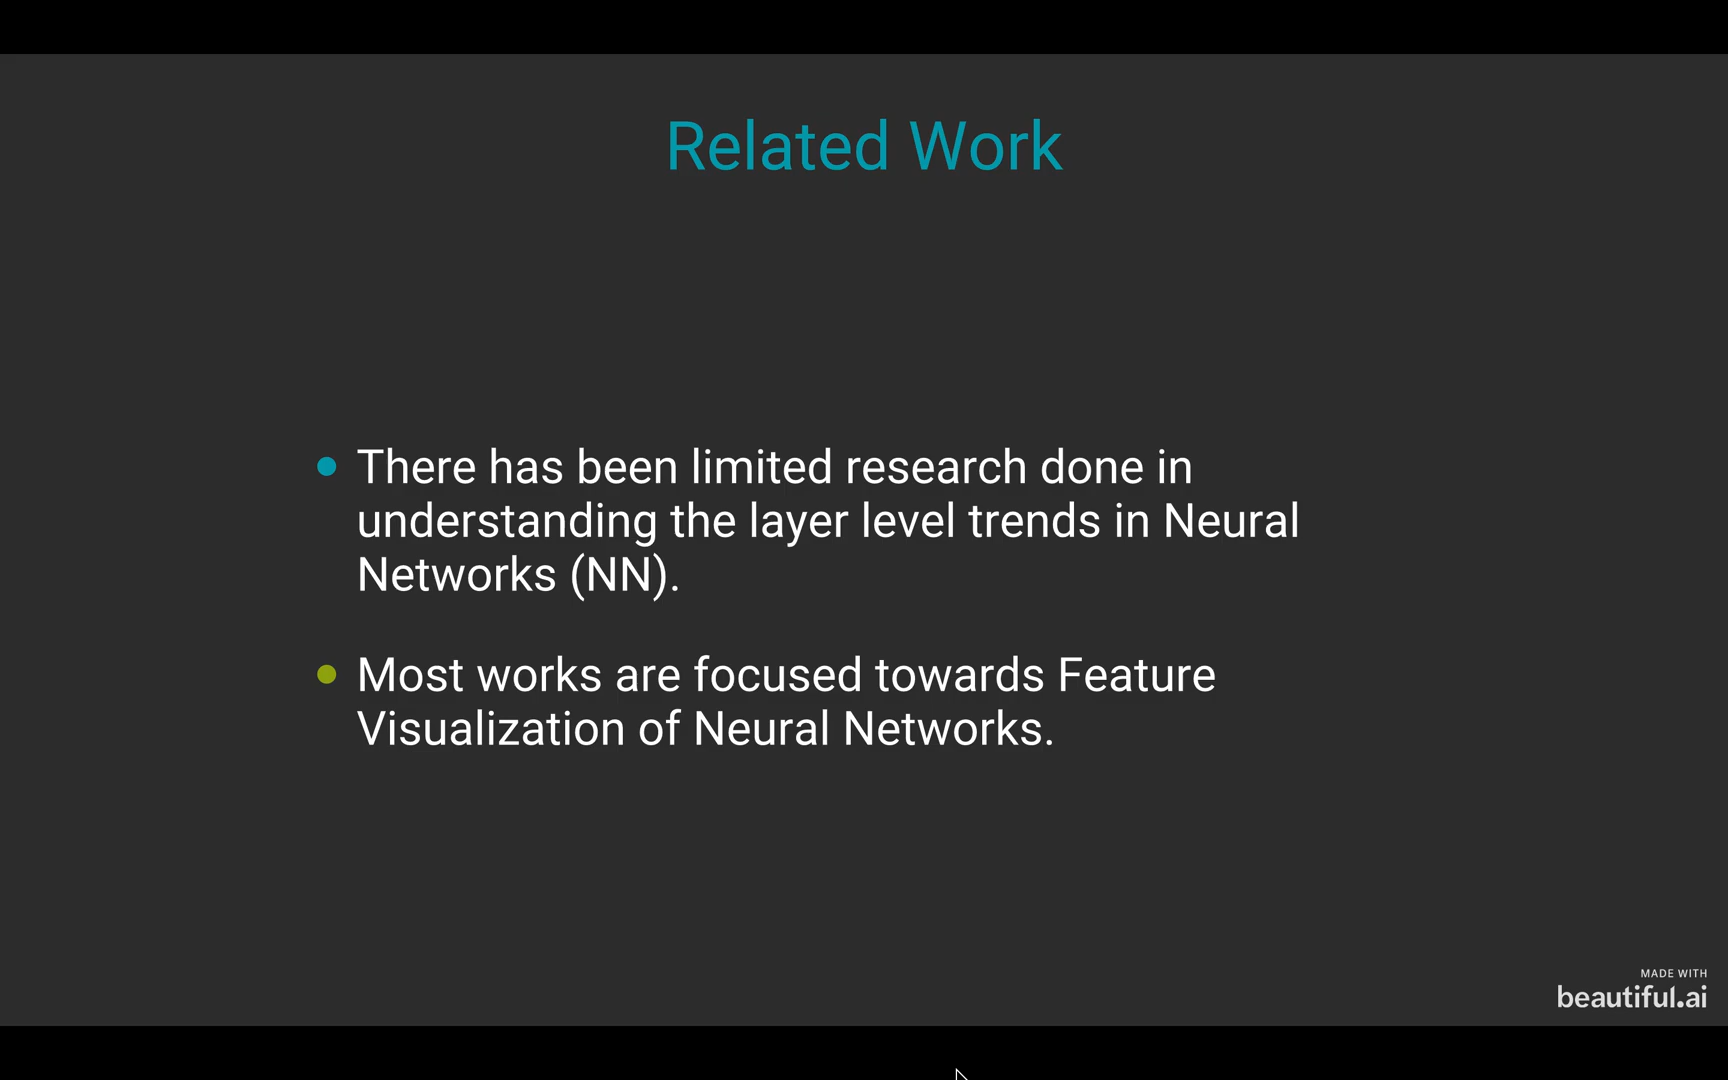 Related Work
There has been limited research done in
understanding the layer level trends in Neural
Networks (NN).
Most works are focused towards Feature
Visualization of Neural Networks.
MADE WITH
beautiful.ai